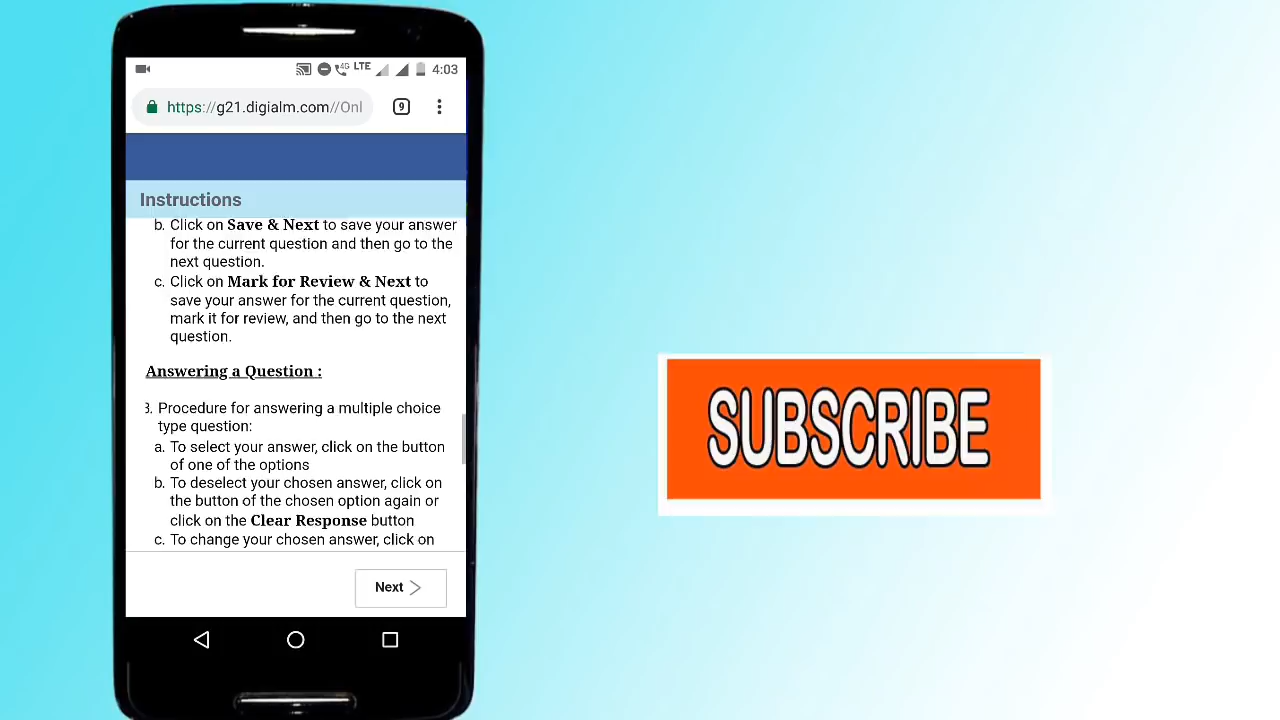 LTE 4:03
https://g21.digialm.com//Onl 9
Instructions
b. Click on Save & Next to save your answer
for the current question and then go to the
next question.
c. Click on Mark for Review & Next to
save your answer for the current question,
mark it for review, and then go to the next
question.
Answering a Question :
3. Procedure for answering a multiple choice
type question:
a. To select your answer, click on the button
of one of the options
b. To deselect your chosen answer, click on
the button of the chosen option again or
click on the Clear Response button
c. To change your chosen answer, click on
Next
SUBSCRIBE